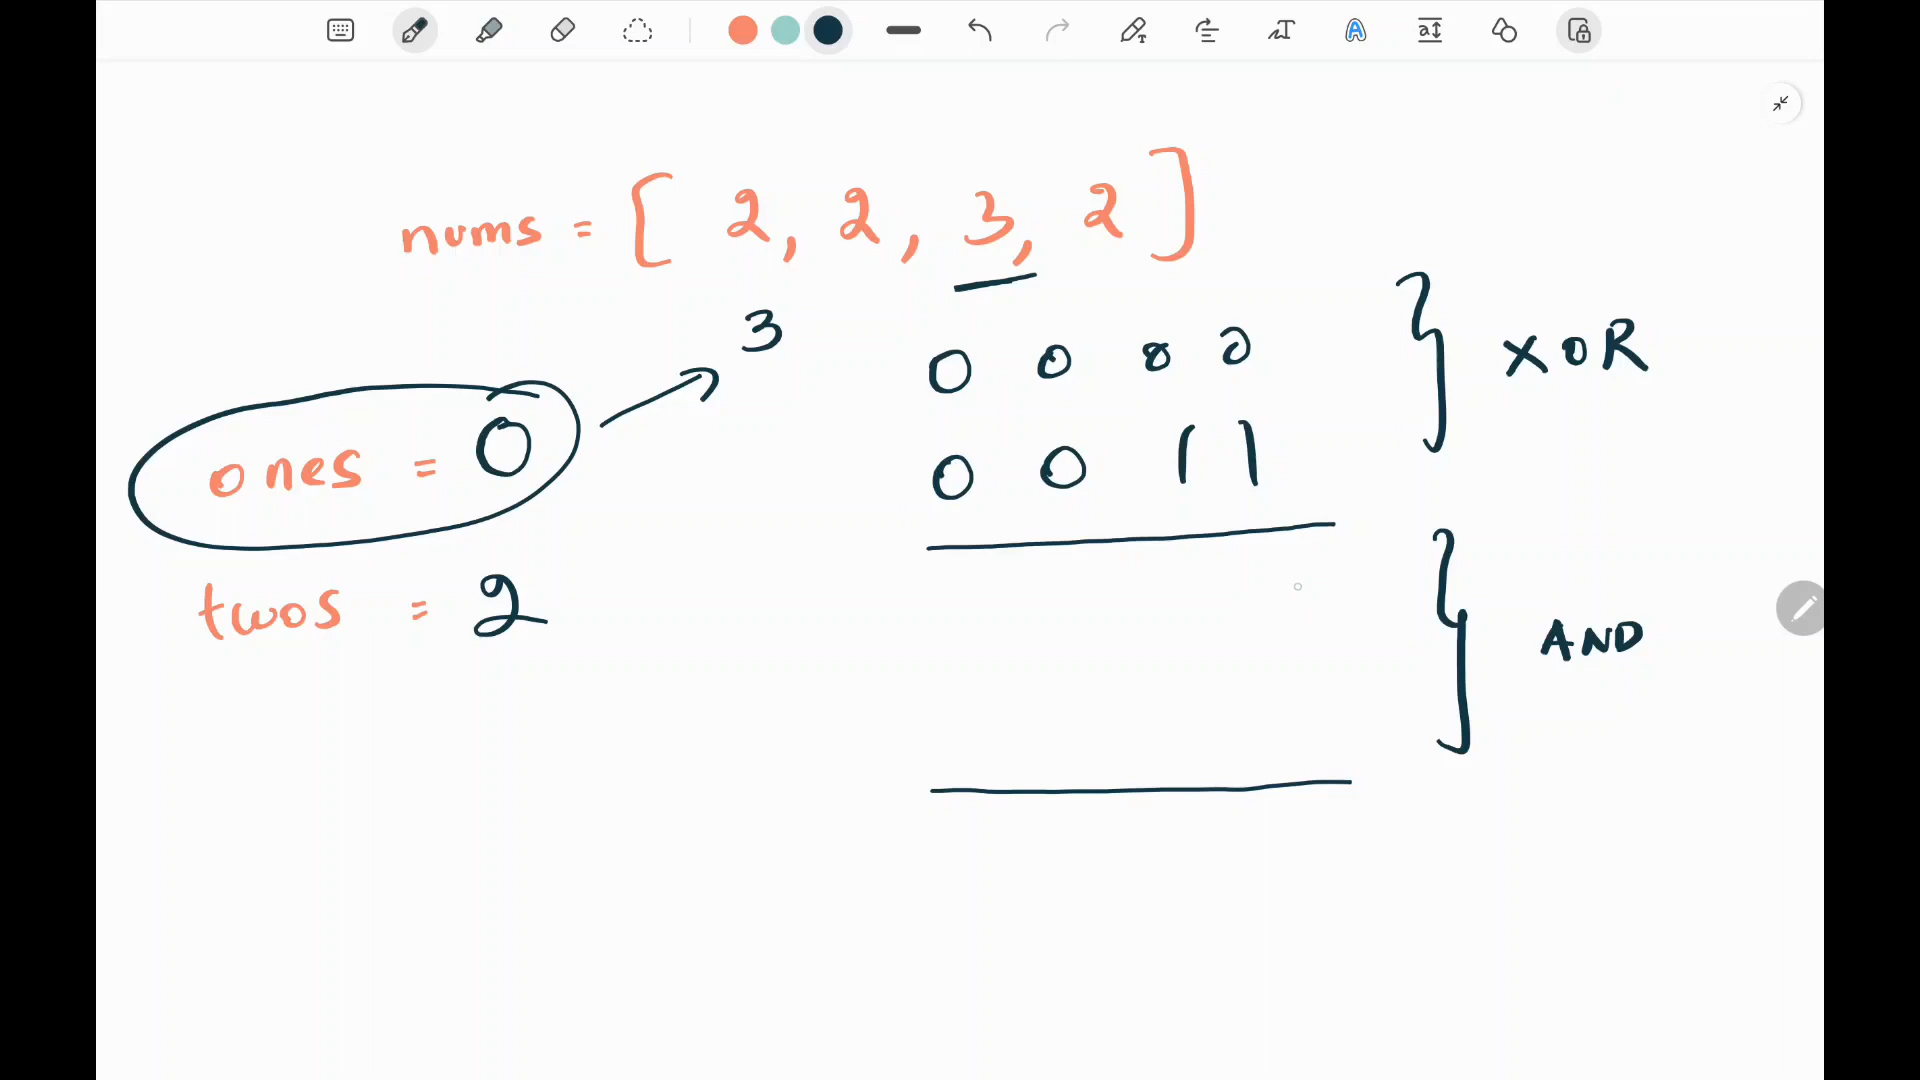 nums = [ 2, 2, 3, 2 ]
3
0 0 0 0
XOR
ones = 0
0 0 1 1
twos = 2
AND